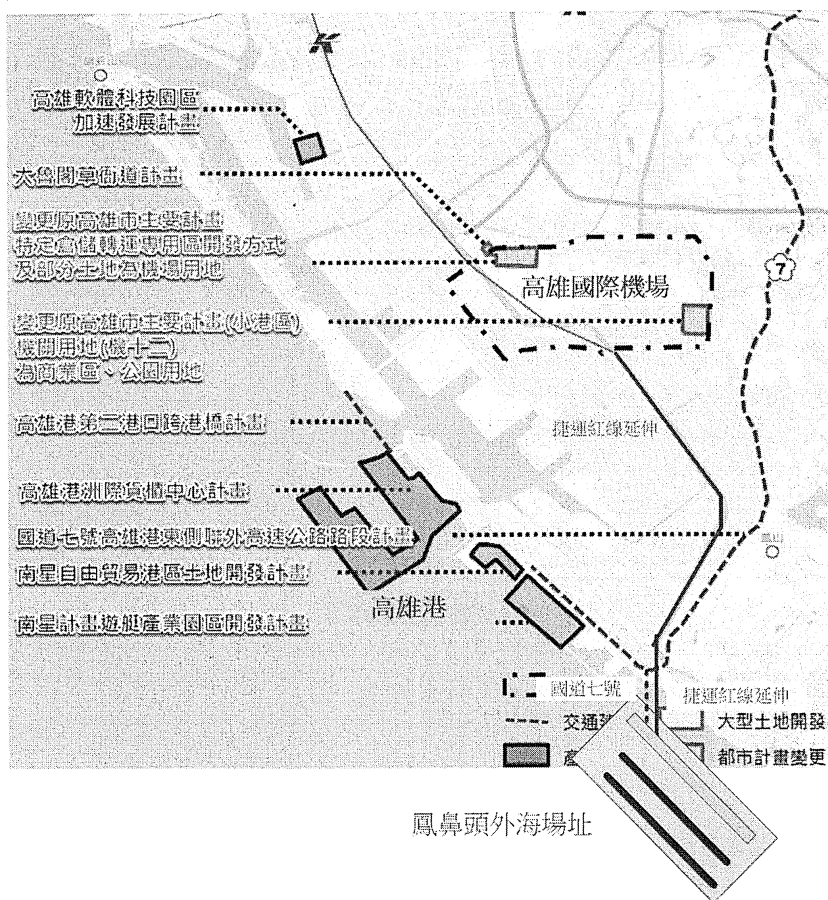 高雄軟體科技園區
加速發展計畫
大魯閣草衙道計畫
變更原高雄市主要計畫
特定倉儲轉運專用區開發方式
及部分土地為機場用地
高雄國際機場
7
變更原高雄市主要計畫(小港區)
機關用地(機十二)
為商業區、公園用地
高雄港第二港口跨港橋計畫
捷運紅線延伸
高雄港洲際貨櫃中心計畫
國道七號高雄港東側聯外高速公路路段計畫
鳳山
南星自由貿易港區土地開發計畫
高雄港
南星計畫遊艇產業園區開發計畫
國道七號
捷運紅線延伸
交通
大型土地開發
產
都市計畫變更
鳳鼻頭外海場址